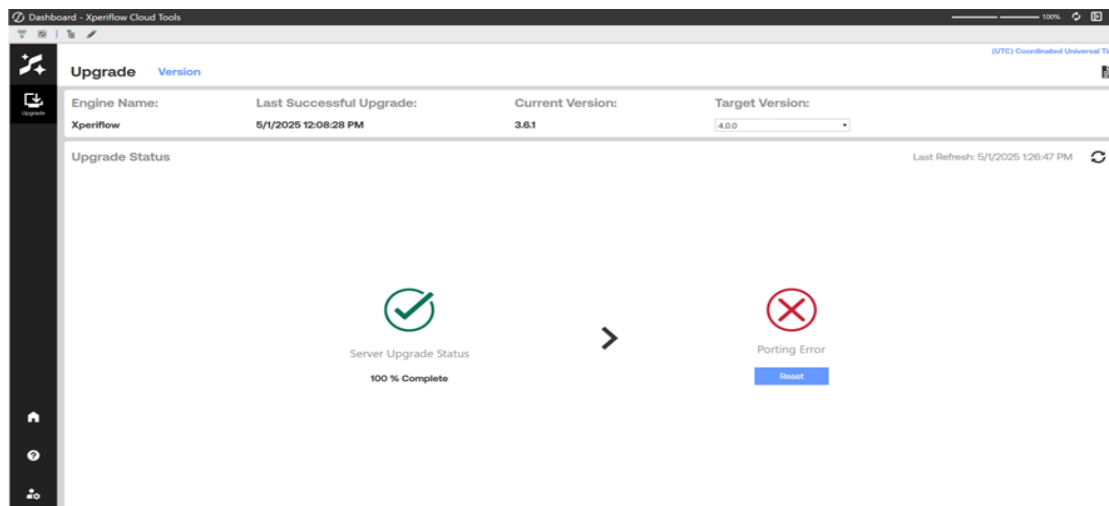 Dashboard - Xperiflow Cloud Tools
100%
(UTC) Coordinated Universal
Upgrade Version
Upgrade
Engine Name: Last Successful Upgrade: Current Version: Target Version:
Xperiflow 5/1/2025 12:08:28 PM 3.6.1 4.0.0
Upgrade Status Last Refresh: 5/1/2025 1:26:47 PM
Server Upgrade Status Porting Error
100 % Complete Reset